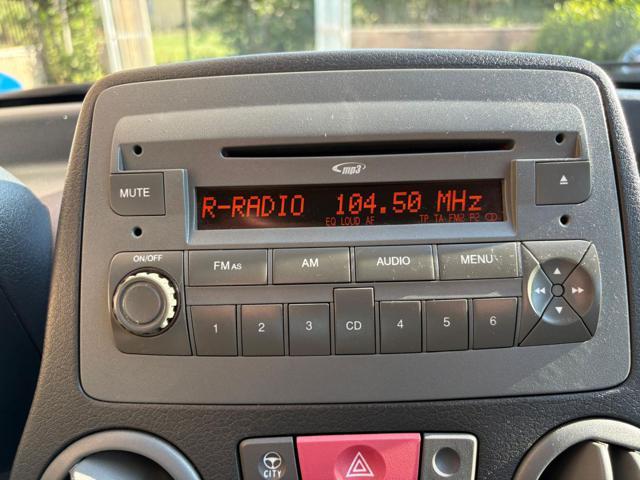 mp3
MUTE
R-RADIO 104.50 MHz
EQ LOUD AF TP TA-FM2 P2
ON/OFF
FM AS AM AUDIO MENU
1 2 3 CD 4 5 6
CITY